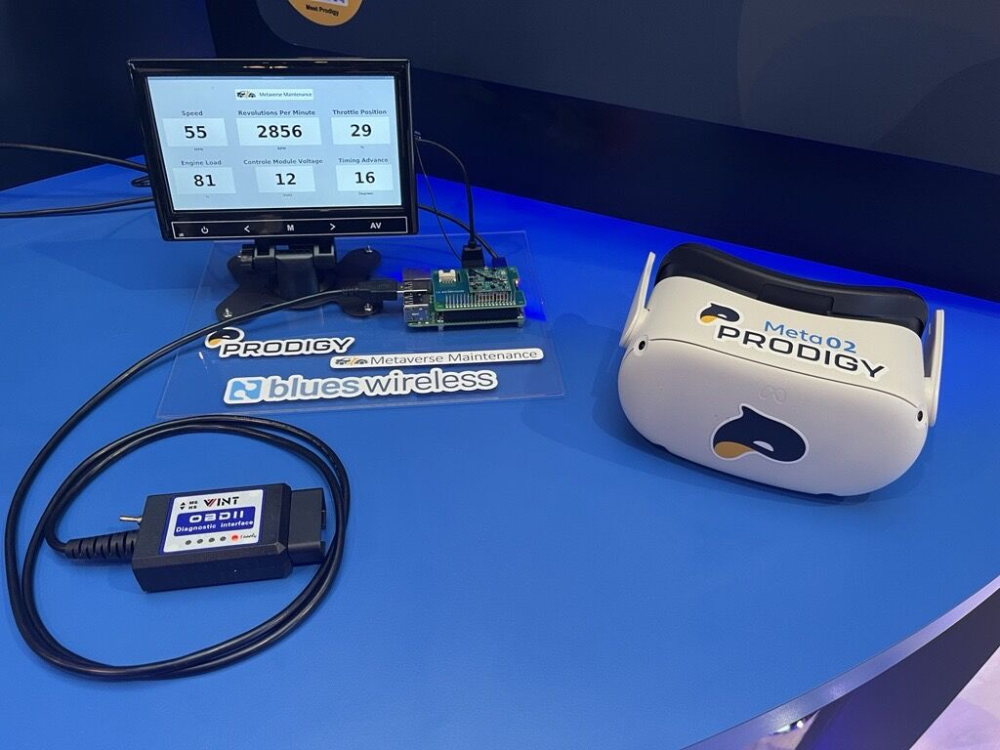 Meet Prodigy
Metaverse Maintenance
Speed
Revolutions Per Minute
Throttle Position
55
2856
29
MPH
RPM
%
Engine Load
Controle Module Voltage
Timing Advance
81
12
16
%
Volts
Degrees
M
AV
PRODIGY
Metaverse Maintenance
blues wireless
Meta02
PRODIGY
MS
HS
VINT
OBDII
Diagnostic interface